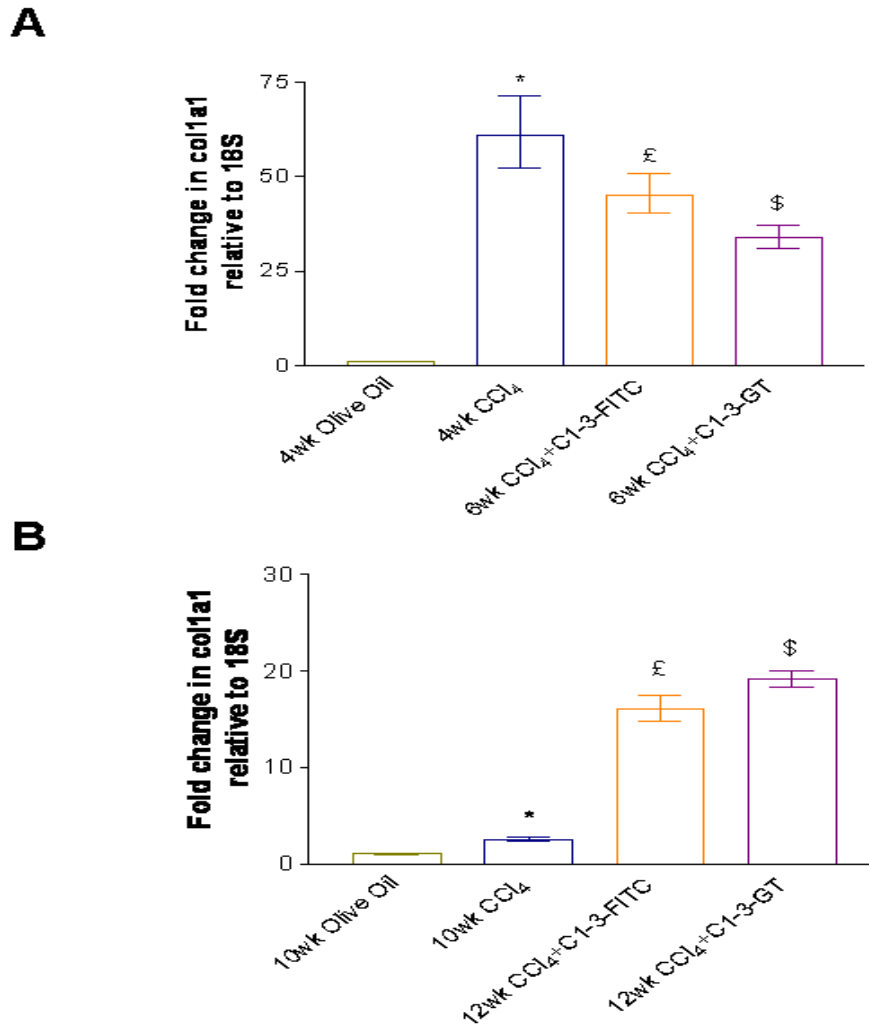 A
Fold change in col1a1
relative to 18S
75
50
25
0
*
£
$
4wk Olive Oil
4wk CCl₄
6wk CCl₄+C1-3-FITC
6wk CCl₄+C1-3-GT
B
Fold change in col1a1
relative to 18S
30
20
10
0
*
£
$
10wk Olive Oil
10wk CCl₄
12wk CCl₄+C1-3-FITC
12wk CCl₄+C1-3-GT